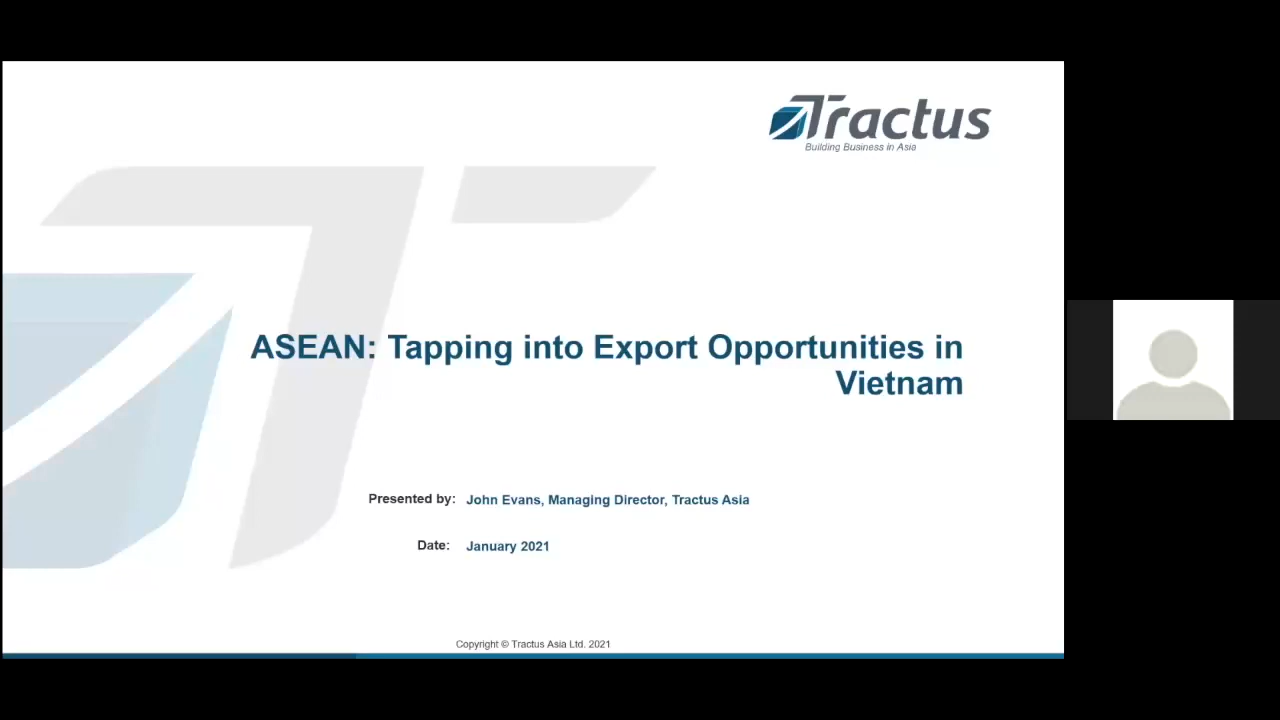 Tractus
Building Business in Asia
ASEAN: Tapping into Export Opportunities in
Vietnam
Presented by: John Evans, Managing Director, Tractus Asia
Date: January 2021
Copyright © Tractus Asia Ltd. 2021